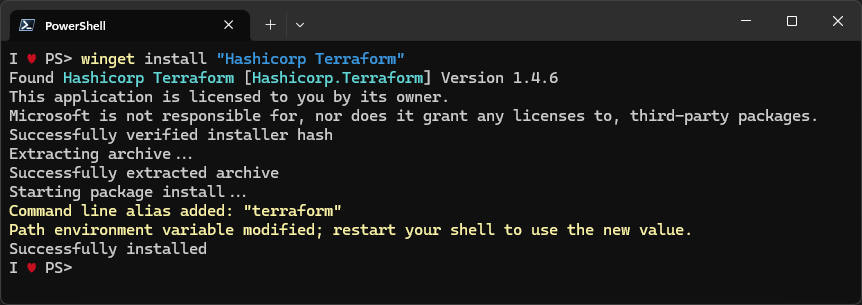 PowerShell
I ♥ PS> winget install "Hashicorp Terraform"
Found Hashicorp Terraform [Hashicorp.Terraform] Version 1.4.6
This application is licensed to you by its owner.
Microsoft is not responsible for, nor does it grant any licenses to, third-party packages.
Successfully verified installer hash
Extracting archive...
Successfully extracted archive
Starting package install...
Command line alias added: "terraform"
Path environment variable modified; restart your shell to use the new value.
Successfully installed
I ♥ PS>